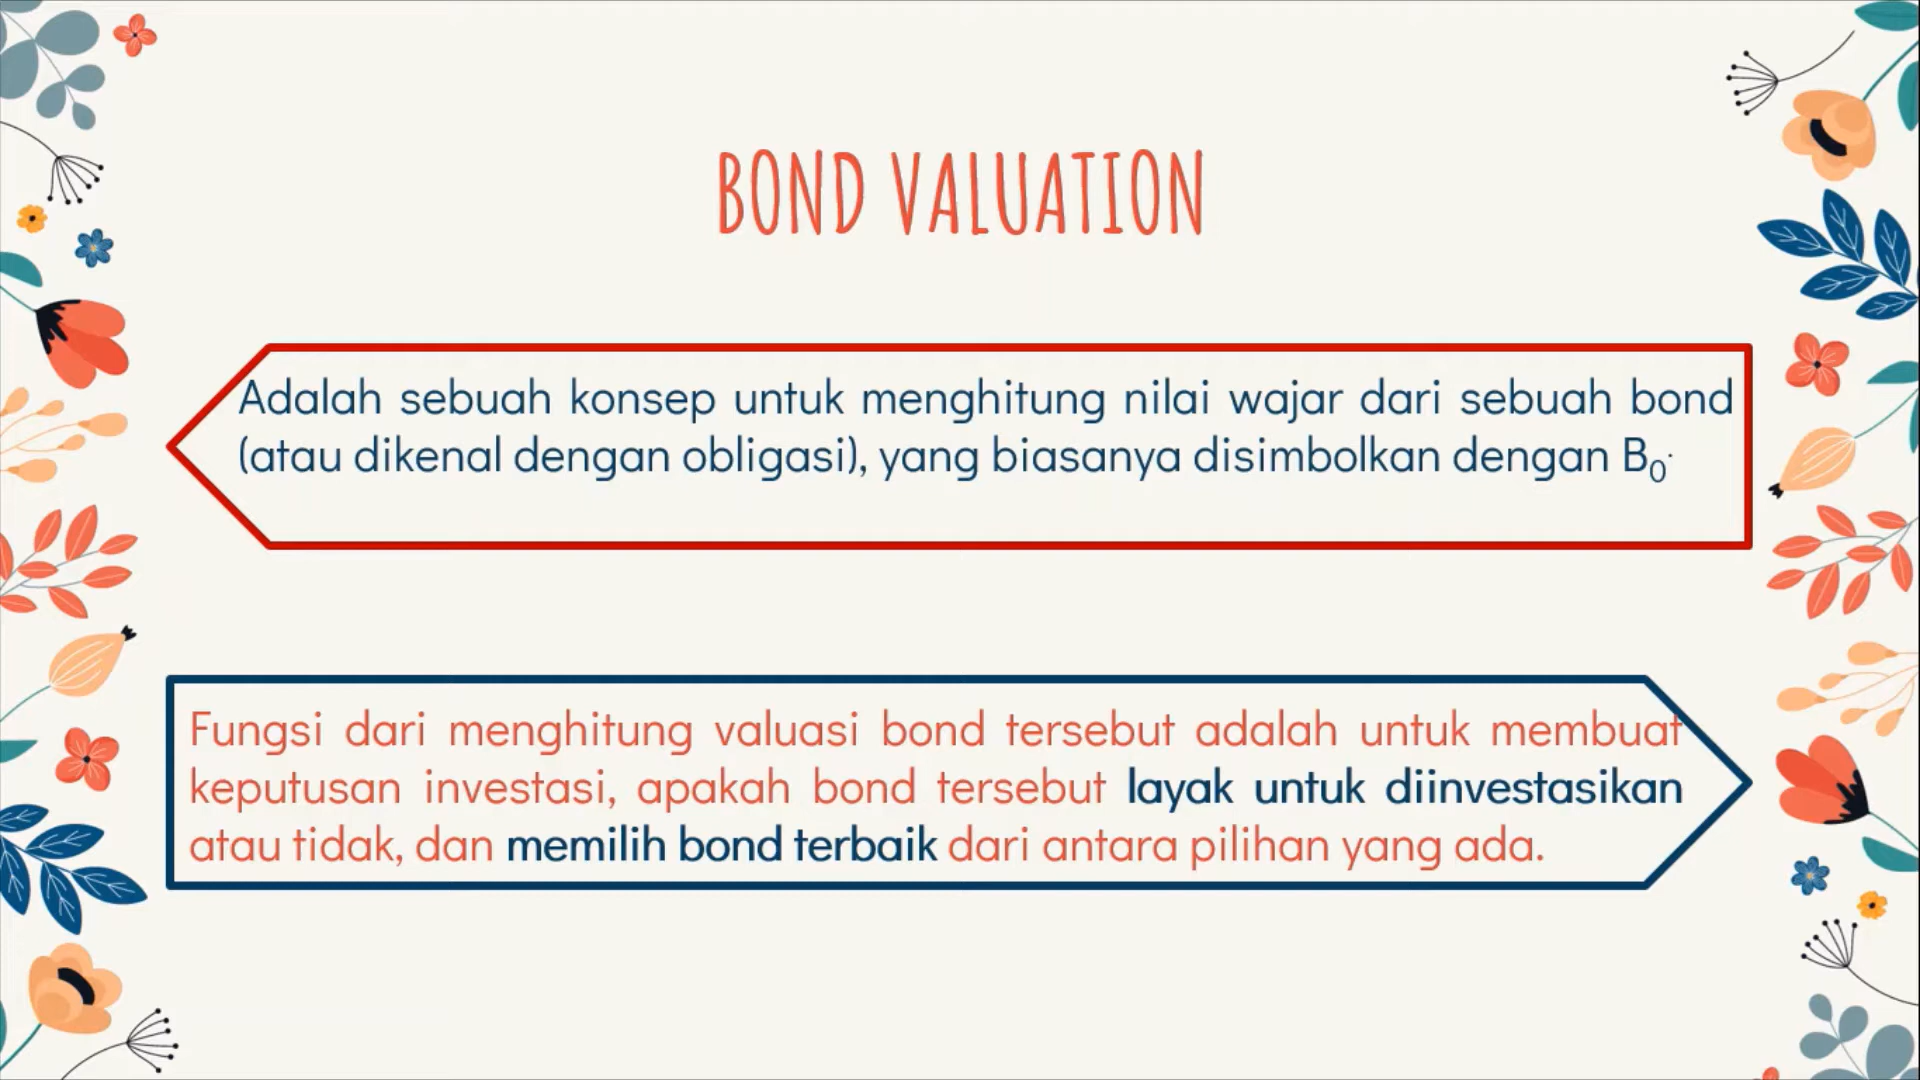 BOND VALUATION
Adalah sebuah konsep untuk menghitung nilai wajar dari sebuah bond
(atau dikenal dengan obligasi), yang biasanya disimbolkan dengan B₀.
Fungsi dari menghitung valuasi bond tersebut adalah untuk membuat
keputusan investasi, apakah bond tersebut layak untuk diinvestasikan
atau tidak, dan memilih bond terbaik dari antara pilihan yang ada.